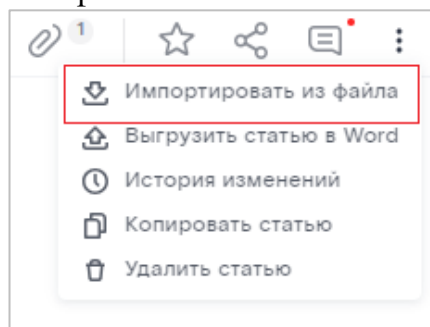 1
Импортировать из файла
Выгрузить статью в Word
История изменений
Копировать статью
Удалить статью